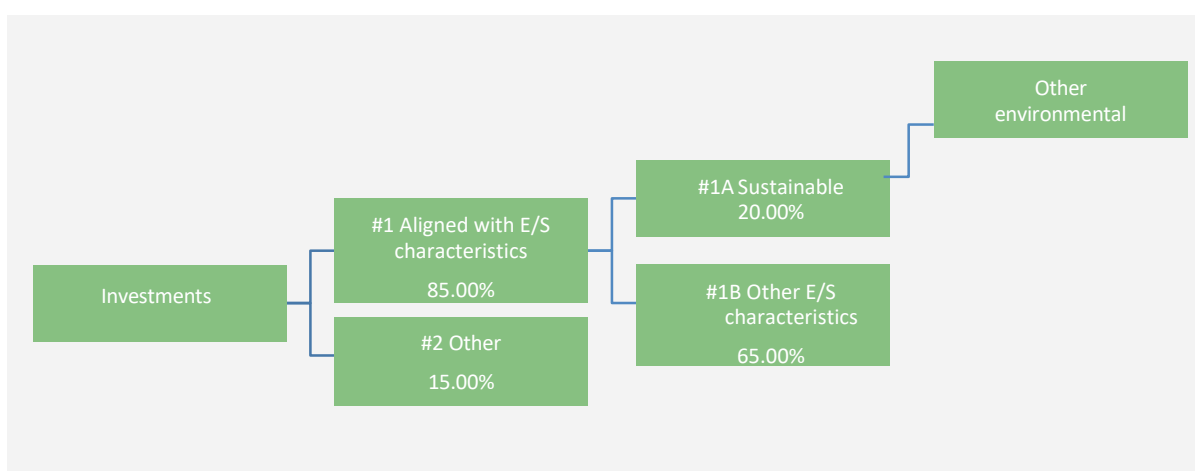 Investments
#1 Aligned with E/S
characteristics
85.00%
#2 Other
15.00%
#1A Sustainable
20.00%
#1B Other E/S
characteristics
65.00%
Other
environmental